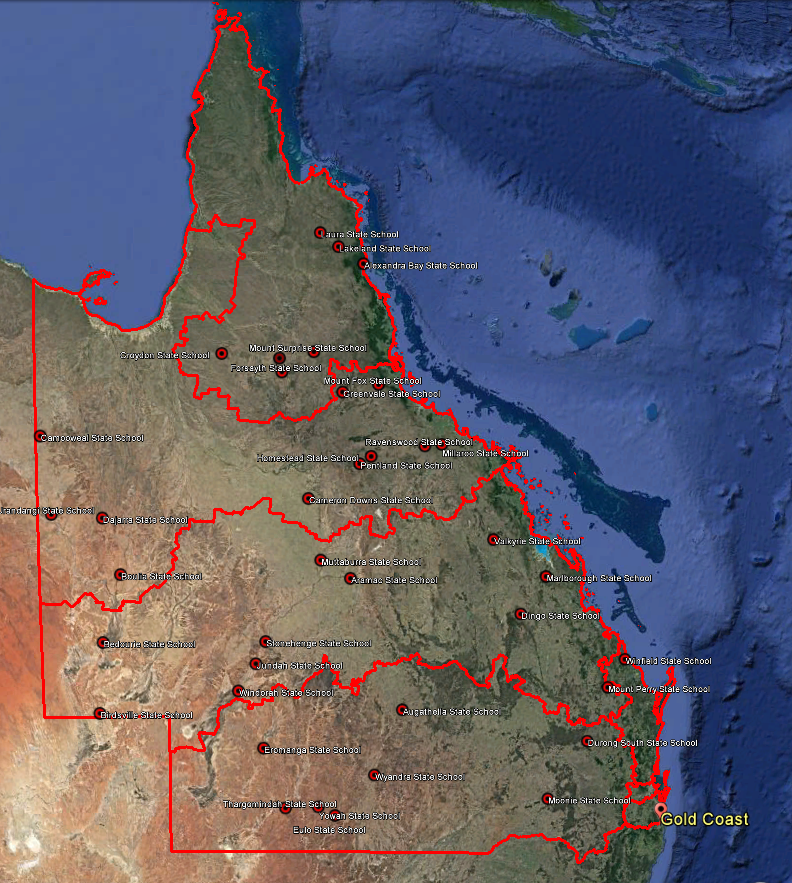 Laura State School
Lakeland State School
Alexandra Bay State School
Mount Surprise State School
Croydon State School
Forsayth State School
Mount Fox State School
Greenvale State School
Camooweal State School
Ravenswood State School
Millaroo State School
Homestead State School
Pentland State School
Cameron Downs State School
urandangi State School
Dajarra State School
Valkyrie State School
Muttaburra State School
Boulia State School
Aramac State School
Marlborough State School
Dingo State School
Bedourie State School
Stonehenge State School
Jundah State School
Winfield State School
Windorah State School
Mount Perry State School
Birdsville State School
Augathella State School
Durong South State School
Eromanga State School
Wyandra State School
Moonie State School
Thargomindah State School
Yowah State School
Gold Coast
Eulo State School